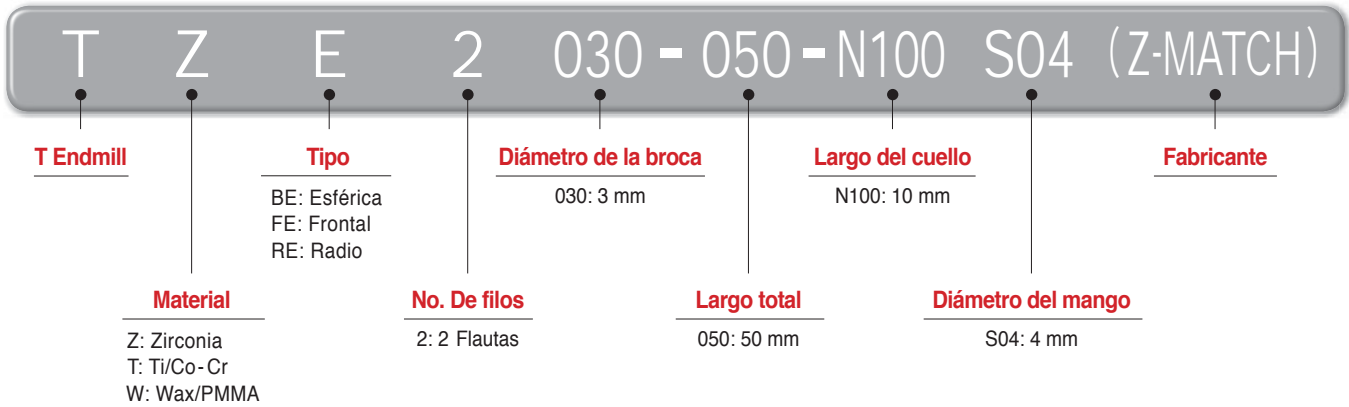 T Z E 2 030 - 050 - N100 S04 (Z-MATCH)
T Endmill
Tipo
BE: Esférica
FE: Frontal
RE: Radio
Diámetro de la broca
030: 3 mm
Largo del cuello
N100: 10 mm
Fabricante
Material
Z: Zirconia
T: Ti/Co-Cr
W: Wax/PMMA
No. De filos
2: 2 Flautas
Largo total
050: 50 mm
Diámetro del mango
S04: 4 mm